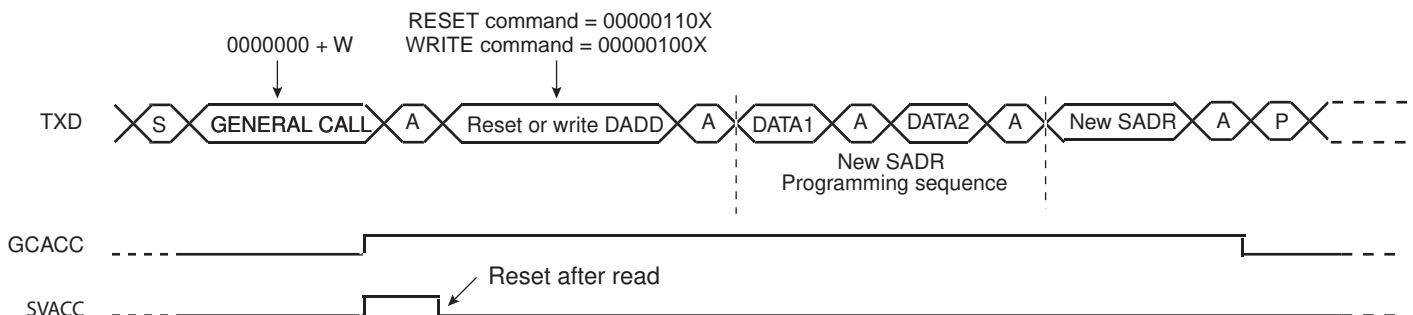 RESET command = 00000110X
0000000 + W
WRITE command = 00000100X
TXD
S
GENERAL CALL
A
Reset or write DADD
A
DATA1
A
DATA2
A
New SADR
A
P
New SADR
Programming sequence
GCACC
Reset after read
SVACC